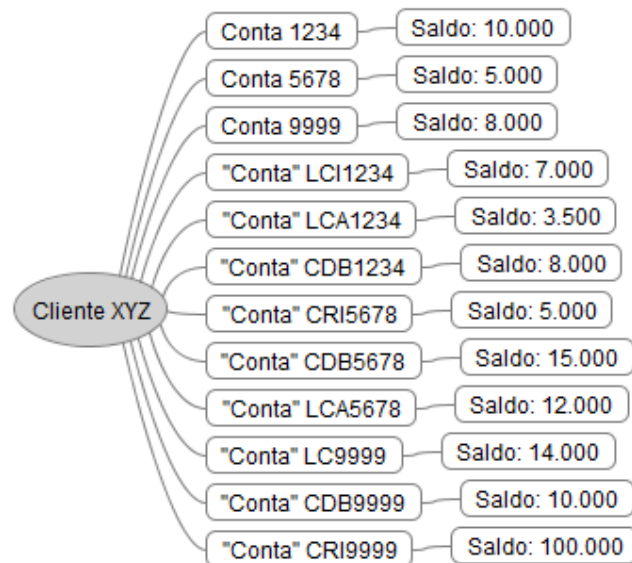 Conta 1234 Saldo: 10.000
Conta 5678 Saldo: 5.000
Conta 9999 Saldo: 8.000
"Conta" LCI1234 Saldo: 7.000
"Conta" LCA1234 Saldo: 3.500
"Conta" CDB1234 Saldo: 8.000
Cliente XYZ
"Conta" CRI5678 Saldo: 5.000
"Conta" CDB5678 Saldo: 15.000
"Conta" LCA5678 Saldo: 12.000
"Conta" LC9999 Saldo: 14.000
"Conta" CDB9999 Saldo: 10.000
"Conta" CRI9999 Saldo: 100.000